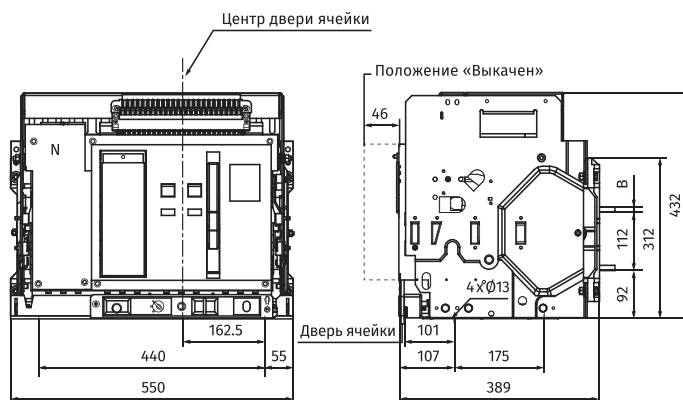 Центр двери ячейки
Положение «Выкачен»
46
N
B
432
312
112
92
4xØ13
162.5
Дверь ячейки
101
440
55
107
175
550
389